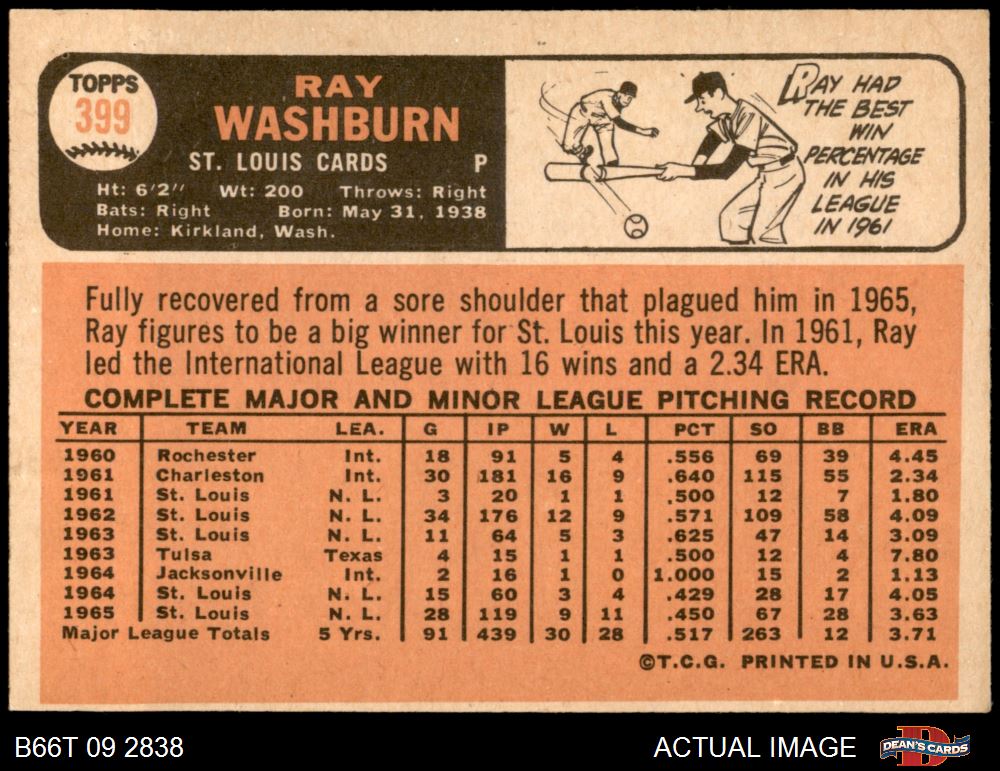 TOPPS
399
RAY
WASHBURN
ST. LOUIS CARDS P
Ht: 6'2" Wt: 200 Throws: Right
Bats: Right Born: May 31, 1938
Home: Kirkland, Wash.
RAY HAD
THE BEST
WIN
PERCENTAGE
IN HIS
LEAGUE
IN 1961
Fully recovered from a sore shoulder that plagued him in 1965,
Ray figures to be a big winner for St. Louis this year. In 1961, Ray
led the International League with 16 wins and a 2.34 ERA.
COMPLETE MAJOR AND MINOR LEAGUE PITCHING RECORD
YEAR TEAM LEA. G IP W L PCT SO BB ERA
1960 Rochester Int. 18 91 5 4 .556 69 39 4.45
1961 Charleston Int. 30 181 16 9 .640 115 55 2.34
1961 St. Louis N. L. 3 20 1 1 .500 12 7 1.80
1962 St. Louis N. L. 34 176 12 9 .571 109 58 4.09
1963 St. Louis N. L. 11 64 5 3 .625 47 14 3.09
1963 Tulsa Texas 4 15 1 1 .500 12 4 7.80
1964 Jacksonville Int. 2 16 1 0 1.000 15 2 1.13
1964 St. Louis N. L. 15 60 3 4 .429 28 17 4.05
1965 St. Louis N. L. 28 119 9 11 .450 67 28 3.63
Major League Totals 5 Yrs. 91 439 30 28 .517 263 12 3.71
©T.C.G. PRINTED IN U.S.A.
B66T 09 2838 ACTUAL IMAGE DEAN'S CARDS